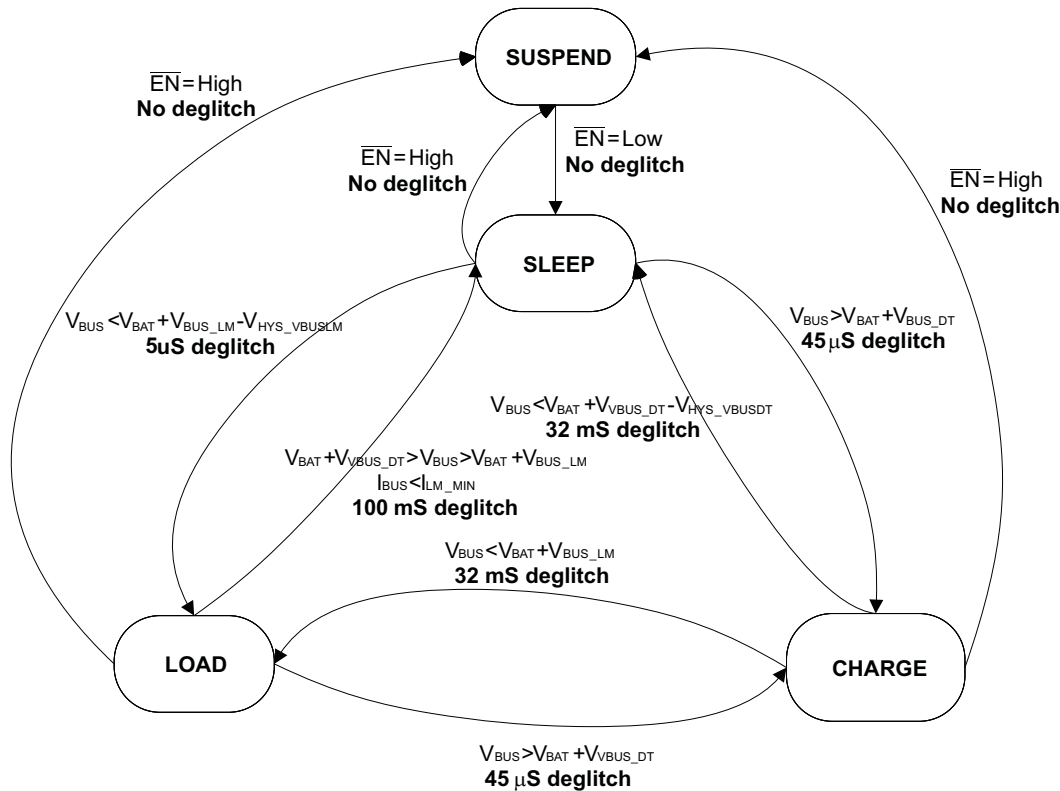 SUSPEND
EN=High
No deglitch
EN=High
No deglitch
EN=Low
No deglitch
EN=High
No deglitch
SLEEP
VBUS<VBAT+VBUS_LM-VHYS_VBUSLM
5uS deglitch
VBUS>VBAT+VBUS_DT
45 μS deglitch
VBUS<VBAT+VVBUS_DT-VHYS_VBUSDT
32 mS deglitch
VBAT+VVBUS_DT>VBUS>VBAT+VBUS_LM
IBUS<ILM_MIN
100 mS deglitch
VBUS<VBAT+VBUS_LM
32 mS deglitch
LOAD
CHARGE
VBUS>VBAT+VVBUS_DT
45 μS deglitch